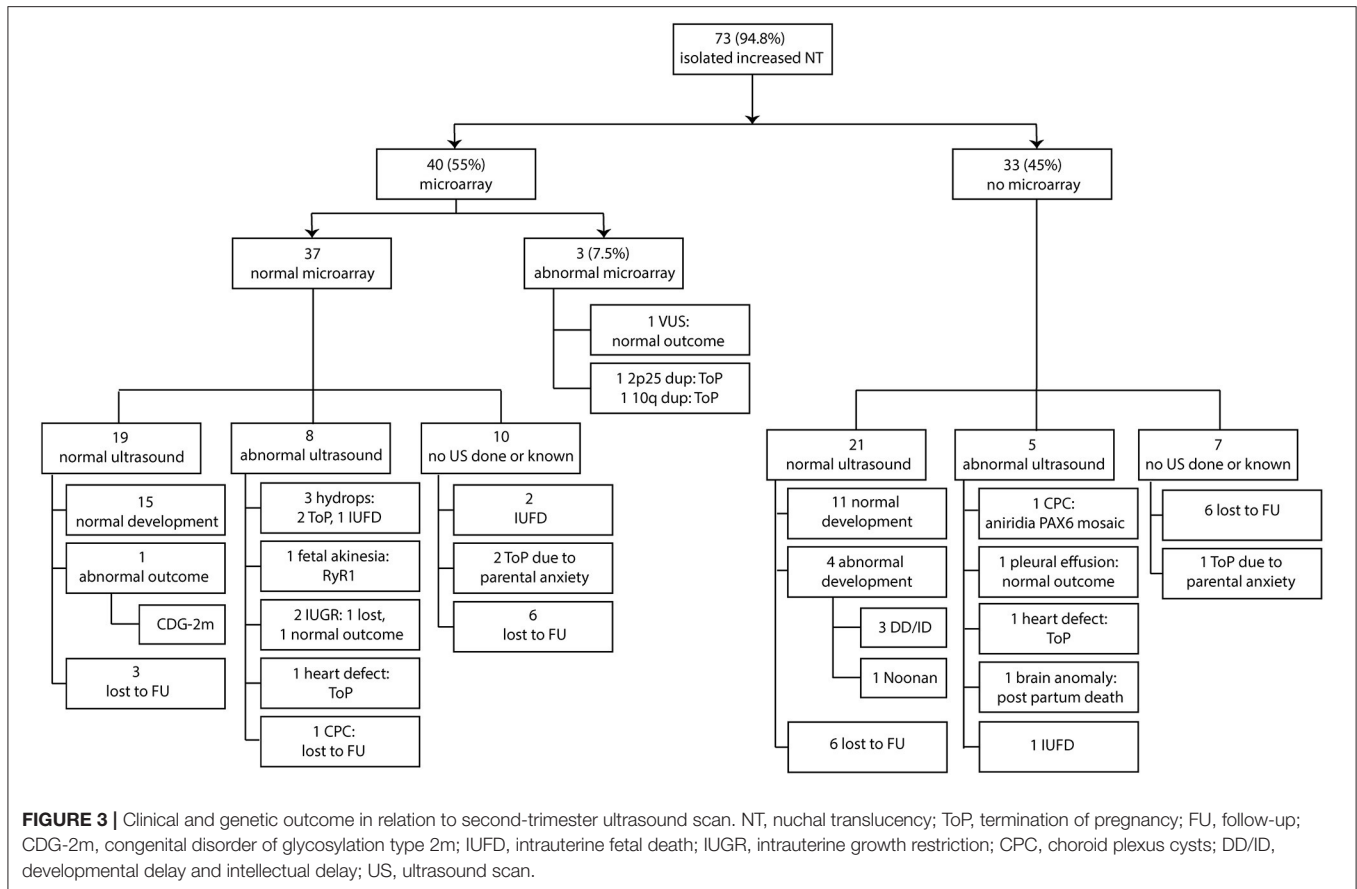 73 (94.8%)
isolated increased NT
40 (55%)
microarray
33 (45%)
no microarray
37
normal microarray
3 (7.5%)
abnormal microarray
1 VUS:
normal outcome
1 2p25 dup: ToP
1 10q dup: ToP
19
normal ultrasound
8
abnormal ultrasound
10
no US done or known
21
normal ultrasound
5
abnormal ultrasound
7
no US done or known
15
normal development
1
abnormal outcome
CDG-2m
3
lost to FU
3 hydrops:
2 ToP, 1 IUFD
1 fetal akinesia:
RyR1
2 IUGR: 1 lost,
1 normal outcome
1 heart defect:
ToP
1 CPC:
lost to FU
2
IUFD
2 ToP due to
parental anxiety
6
lost to FU
11 normal
development
4 abnormal
development
3 DD/ID
1 Noonan
6 lost to FU
1 CPC:
aniridia PAX6 mosaic
1 pleural effusion:
normal outcome
1 heart defect:
ToP
1 brain anomaly:
post partum death
1 IUFD
6 lost to FU
1 ToP due to
parental anxiety
FIGURE 3 | Clinical and genetic outcome in relation to second-trimester ultrasound scan. NT, nuchal translucency; ToP, termination of pregnancy; FU, follow-up;
CDG-2m, congenital disorder of glycosylation type 2m; IUFD, intrauterine fetal death; IUGR, intrauterine growth restriction; CPC, choroid plexus cysts; DD/ID,
developmental delay and intellectual delay; US, ultrasound scan.